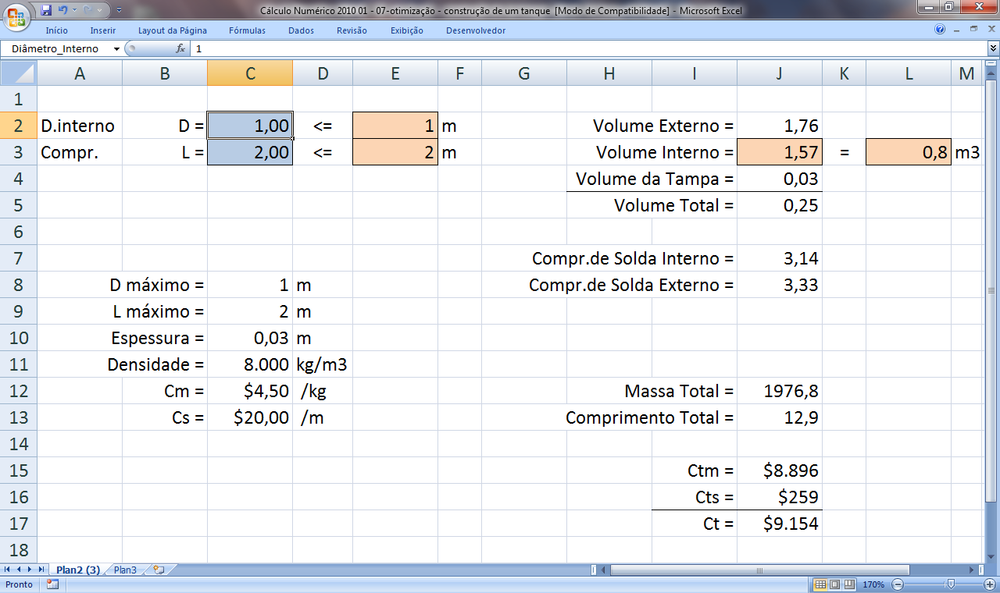 Cálculo Numérico 2010.01 - 07-otimização - construção de um tanque [Modo de Compatibilidade] - Microsoft Excel
Início Inserir Layout da Página Fórmulas Dados Revisão Exibição Desenvolvedor
Diâmetro_Interno fx 1
A B C D E F G H I J K L M
1
2 D.interno D = 1,00 <= 1 m Volume Externo = 1,76
3 Compr. L = 2,00 <= 2 m Volume Interno = 1,57 = 0,8 m3
4 Volume da Tampa = 0,03
5 Volume Total = 0,25
6
7 Compr.de Solda Interno = 3,14
8 D máximo = 1 m Compr.de Solda Externo = 3,33
9 L máximo = 2 m
10 Espessura = 0,03 m
11 Densidade = 8.000 kg/m3
12 Cm = $4,50 /kg Massa Total = 1976,8
13 Cs = $20,00 /m Comprimento Total = 12,9
14
15 Ctm = $8.896
16 Cts = $259
17 Ct = $9.154
18
Plan2 (3) Plan3
Pronto 170%